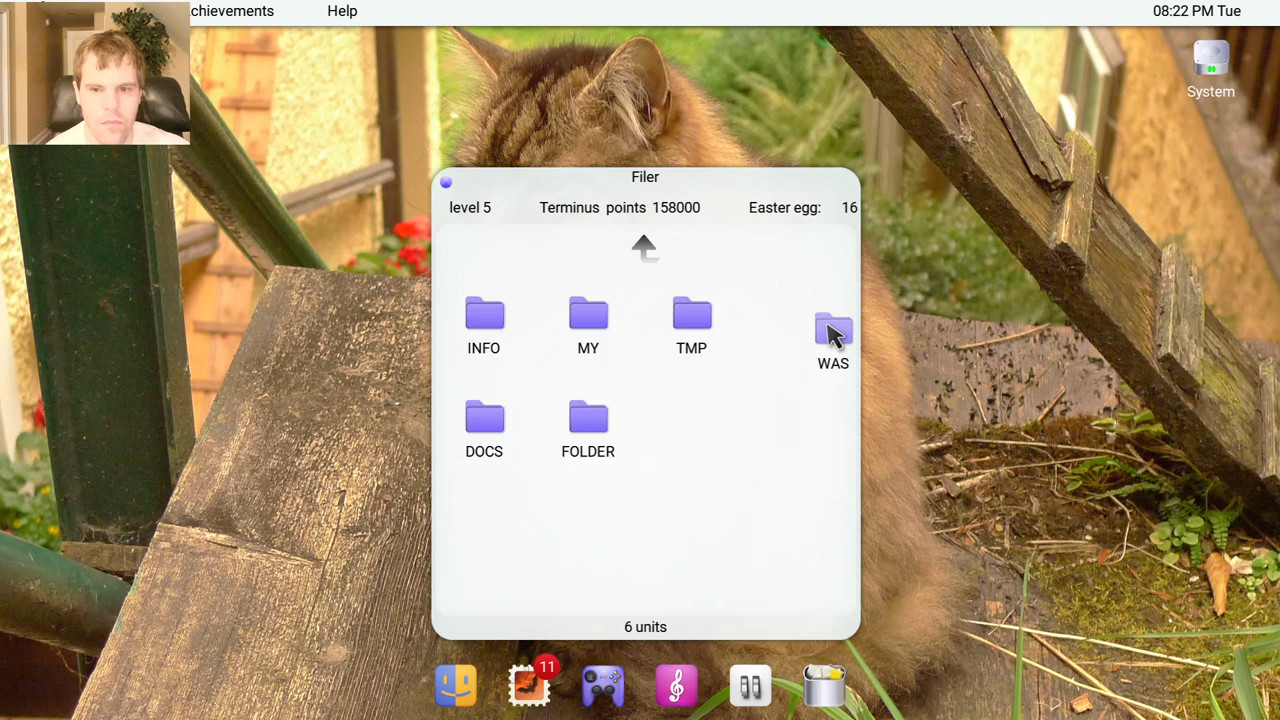 chievements Help 08:22 PM Tue
System
Filer
level 5 Terminus points 158000 Easter egg: 16
INFO MY TMP WAS
DOCS FOLDER
6 units
11